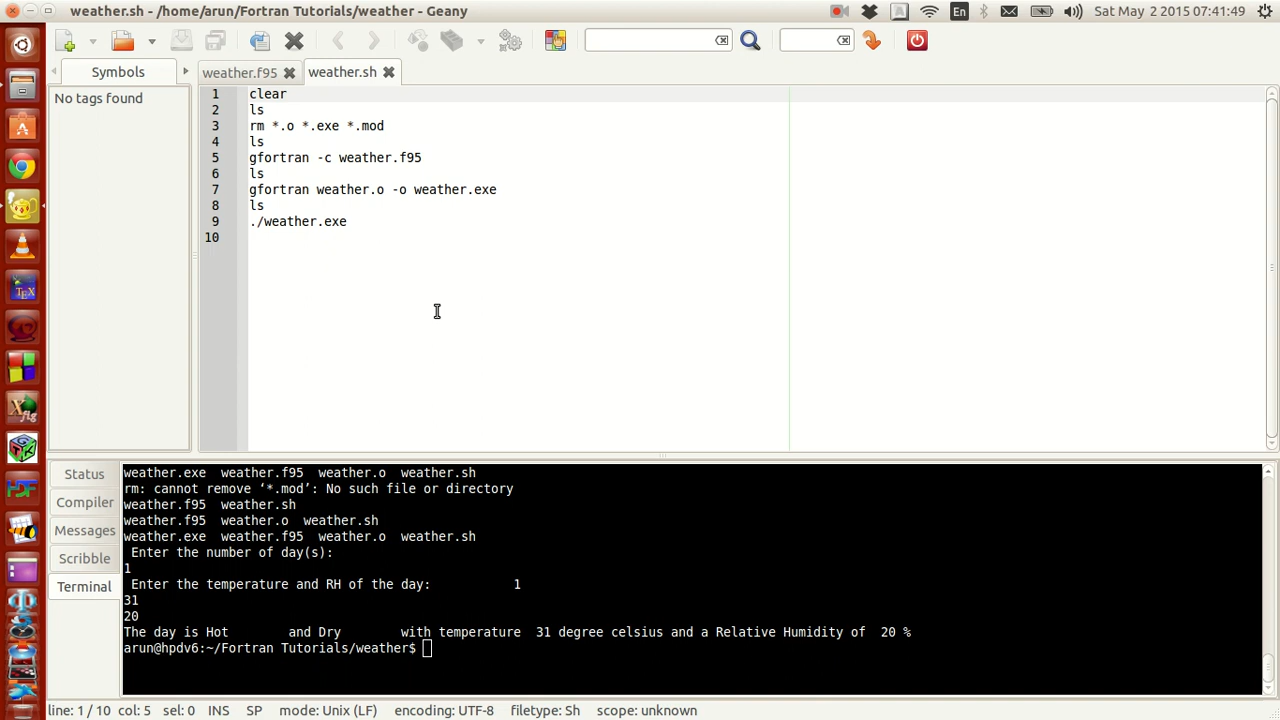 weather.sh - /home/arun/Fortran Tutorials/weather - Geany
En
Sat May 2 2015 07:41:49
Symbols
weather.f95
weather.sh
No tags found
1 clear
2 ls
3 rm *.o *.exe *.mod
4 ls
5 gfortran -c weather.f95
6 ls
7 gfortran weather.o -o weather.exe
8 ls
9 ./weather.exe
10
Status
Compiler
Messages
Scribble
Terminal
weather.exe  weather.f95  weather.o  weather.sh
rm: cannot remove ‘*.mod’: No such file or directory
weather.f95  weather.sh
weather.f95  weather.o  weather.sh
weather.exe  weather.f95  weather.o  weather.sh
Enter the number of day(s):
1
Enter the temperature and RH of the day:           1
31
20
The day is Hot        and Dry        with temperature  31 degree celsius and a Relative Humidity of  20 %
arun@hpdv6:~/Fortran Tutorials/weather$
line: 1 / 10 col: 5 sel: 0 INS SP mode: Unix (LF) encoding: UTF-8 filetype: Sh scope: unknown